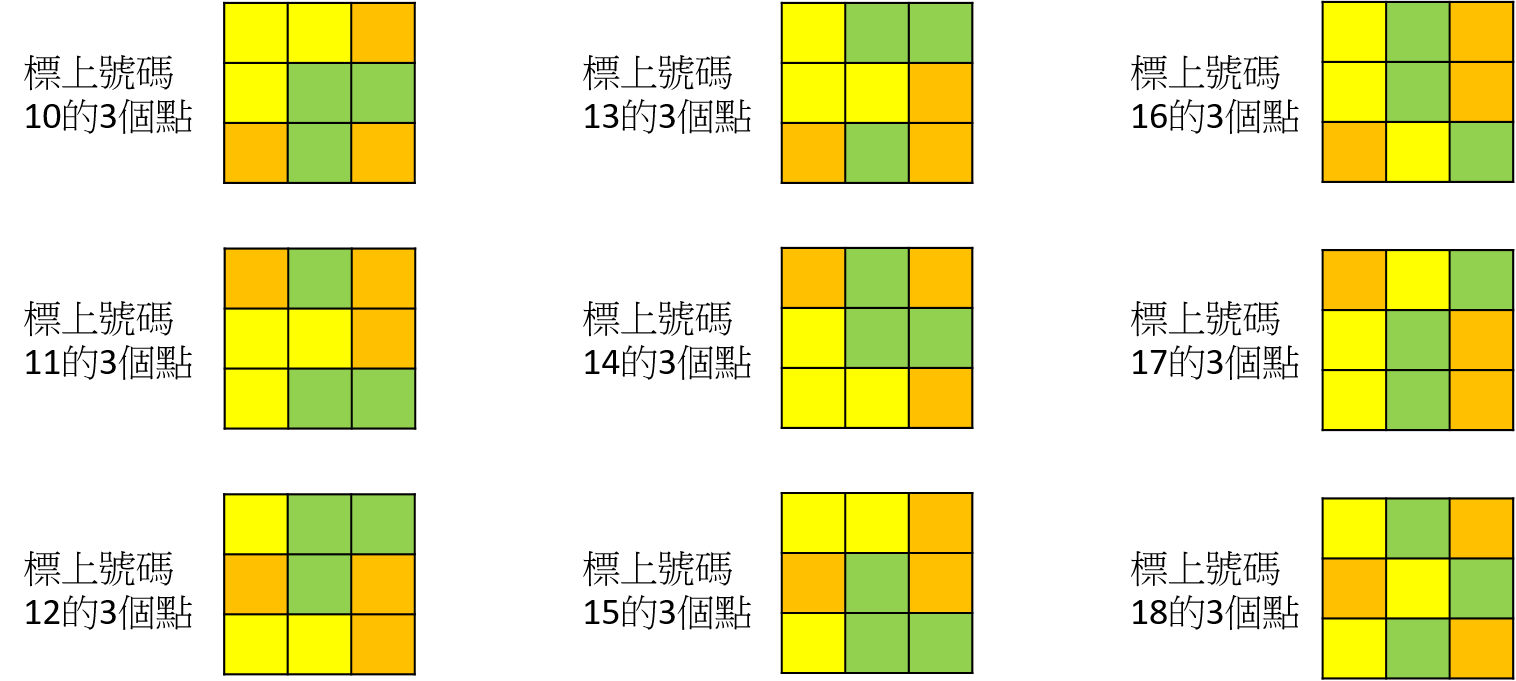 標上號碼
10的3個點
標上號碼
13的3個點
標上號碼
16的3個點
標上號碼
11的3個點
標上號碼
14的3個點
標上號碼
17的3個點
標上號碼
12的3個點
標上號碼
15的3個點
標上號碼
18的3個點